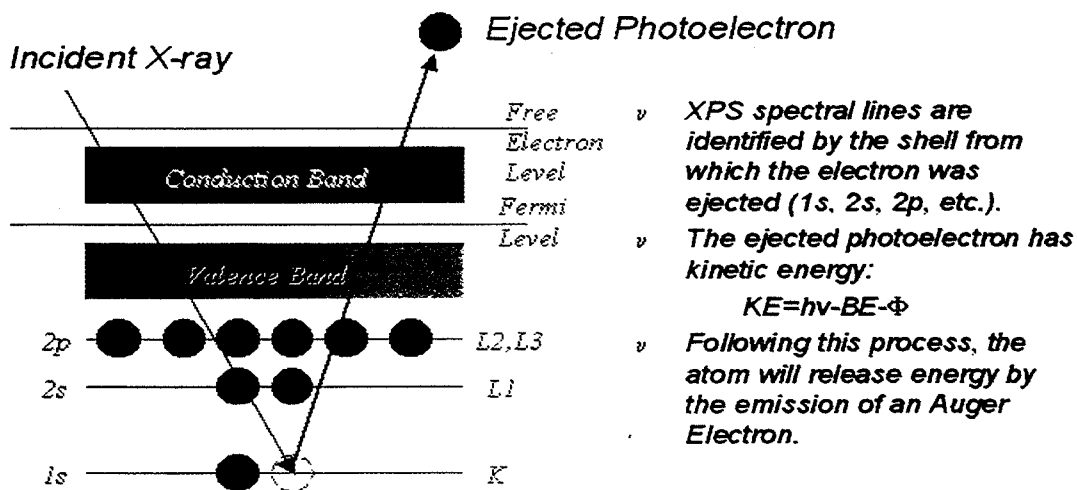 Ejected Photoelectron
Incident X-ray
Free
Electron
Level
Conduction Band
Fermi
Level
Valence Band
2p
L2,L3
2s
L1
1s
K
υ XPS spectral lines are
identified by the shell from
which the electron was
ejected (1s, 2s, 2p, etc.).
υ The ejected photoelectron has
kinetic energy:
KE=hv-BE-Φ
υ Following this process, the
atom will release energy by
the emission of an Auger
Electron.